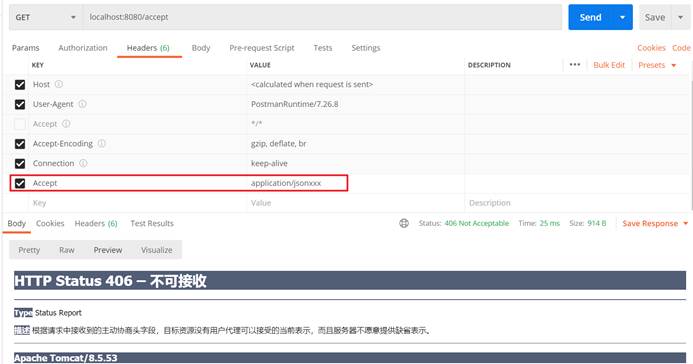 GET localhost:8080/accept Send Save
Params Authorization Headers (6) Body Pre-request Script Tests Settings Cookies Code
KEY VALUE DESCRIPTION ••• Bulk Edit Presets
Host <calculated when request is sent>
User-Agent PostmanRuntime/7.26.8
Accept */*
Accept-Encoding gzip, deflate, br
Connection keep-alive
Accept application/jsonxxx
Key Value Description
Body Cookies Headers (6) Test Results Status: 406 Not Acceptable Time: 25 ms Size: 914 B Save Response
Pretty Raw Preview Visualize
HTTP Status 406 – 不可接收
Type Status Report
描述 根据请求中接收到的主动协商头字段，目标资源没有用户代理可以接受的当前表示，而且服务器不愿意提供缺省表示。
Apache Tomcat/8.5.53